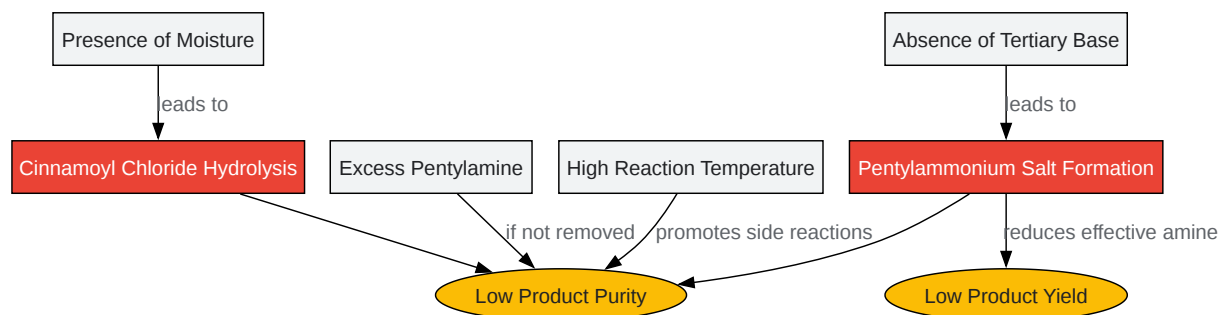 Presence of Moisture
Absence of Tertiary Base
leads to
leads to
Cinnamoyl Chloride Hydrolysis
Excess Pentylamine
High Reaction Temperature
Pentylammonium Salt Formation
if not removed
promotes side reactions
reduces effective amine
Low Product Purity
Low Product Yield